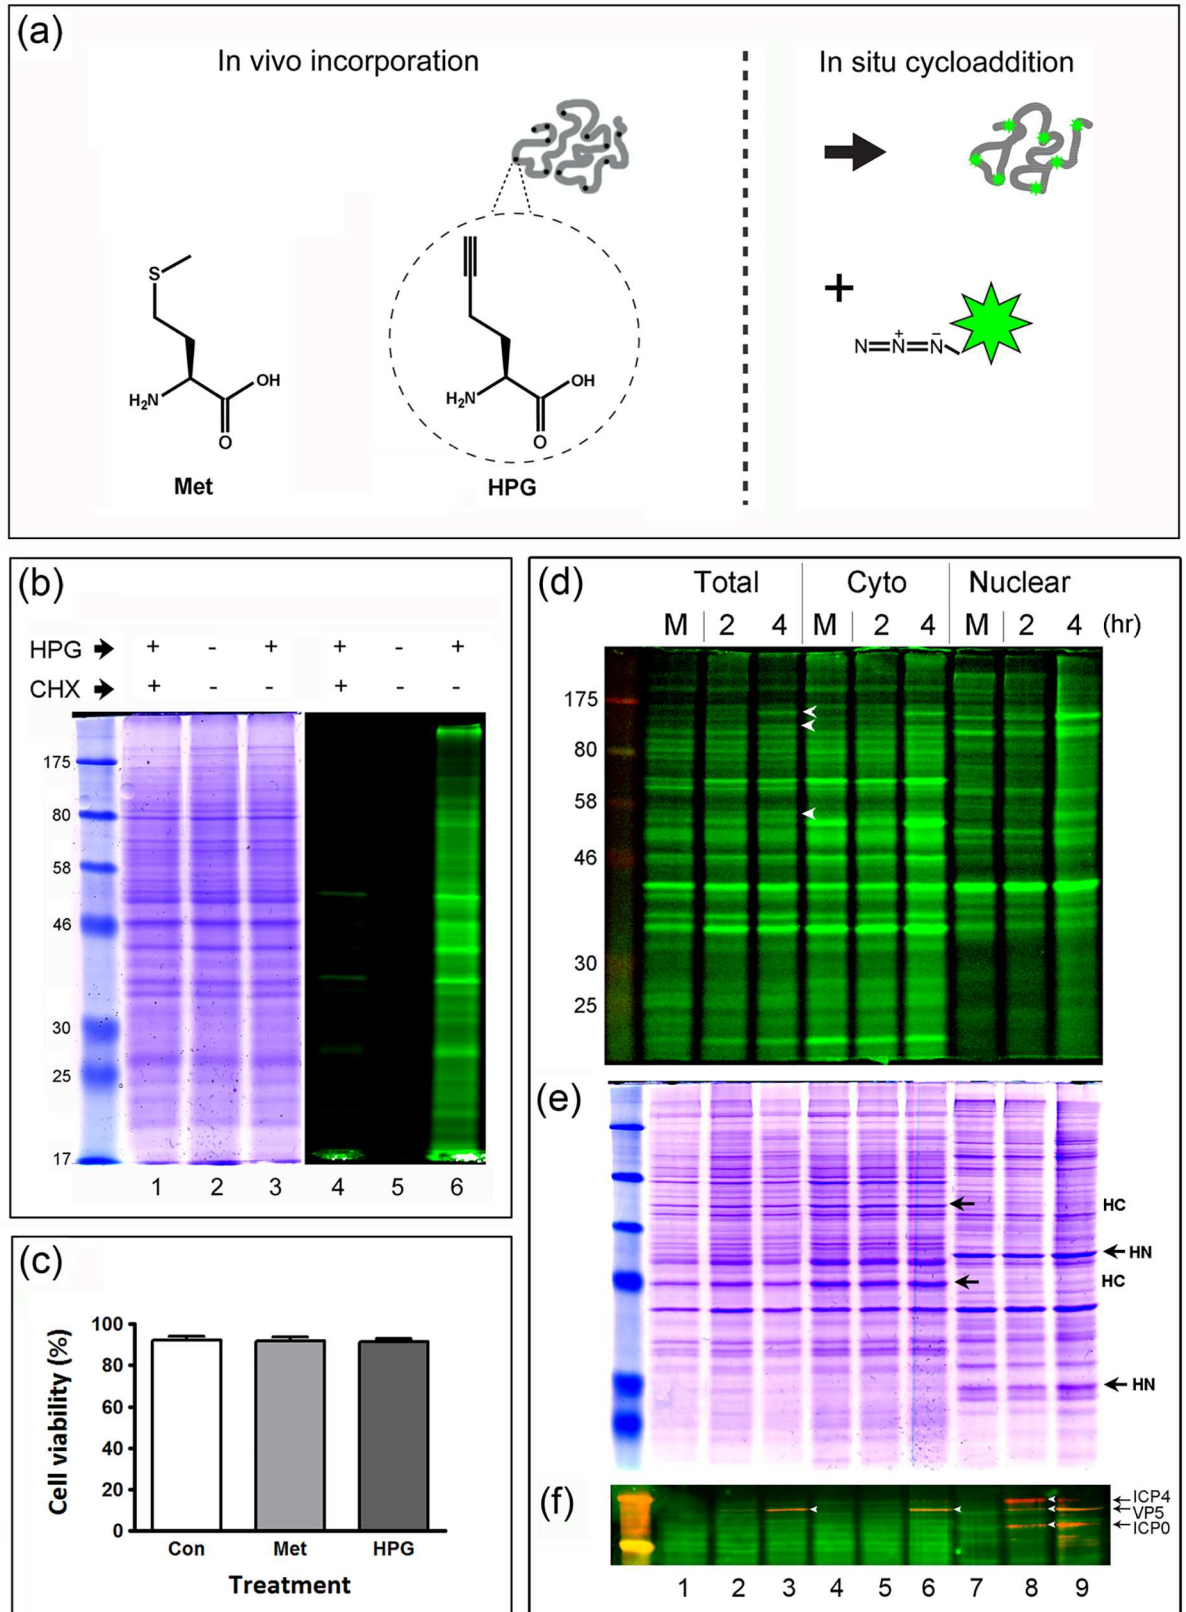 (a)
In vivo incorporation
In situ cycloaddition
S
H₂N
OH
O
Met
H₂N
OH
O
HPG
+
N=N⁺=N⁻
(b)
HPG + - + + - +
CHX + - - + - -
175
80
58
46
30
25
17
1 2 3 4 5 6
(c)
Cell viability (%)
100
80
60
40
20
0
Con Met HPG
Treatment
(d)
Total Cyto Nuclear
M 2 4 M 2 4 M 2 4 (hr)
175
80
58
46
30
25
(e)
HC
HN
HC
HN
(f)
ICP4
VP5
ICP0
1 2 3 4 5 6 7 8 9